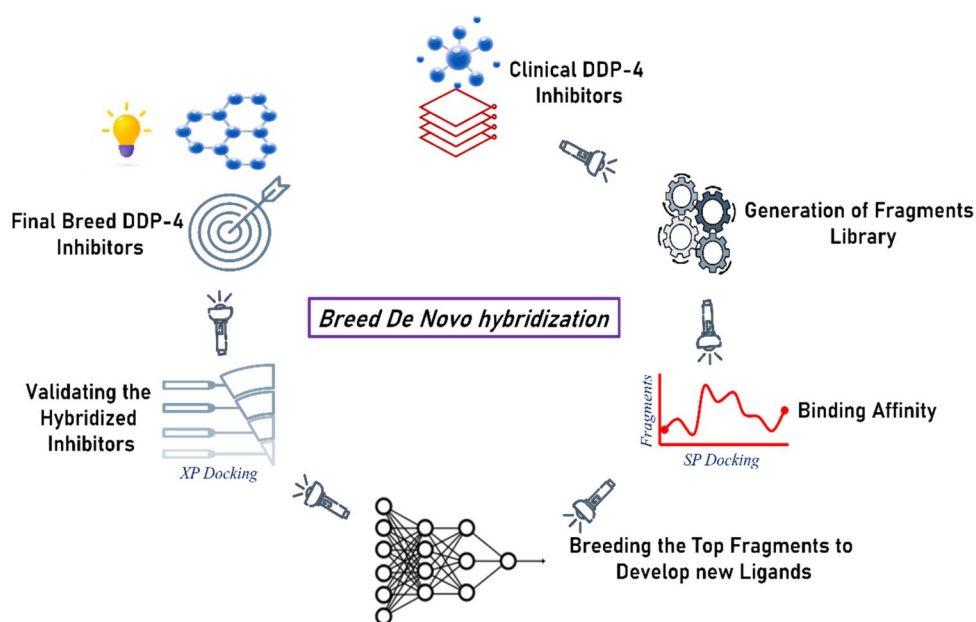 Clinical DDP-4
Inhibitors
Generation of Fragments
Library
Fragments
SP Docking
Binding Affinity
Breeding the Top Fragments to
Develop new Ligands
XP Docking
Validating the
Hybridized
Inhibitors
Final Breed DDP-4
Inhibitors
Breed De Novo hybridization